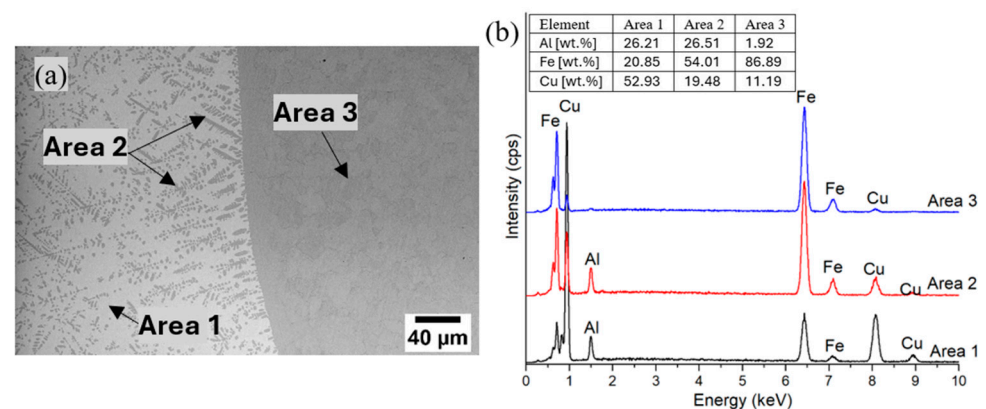 (a)
Area 3
Area 2
Area 1
40 µm
(b)
Element Area 1 Area 2 Area 3
Al [wt.%] 26.21 26.51 1.92
Fe [wt.%] 20.85 54.01 86.89
Cu [wt.%] 52.93 19.48 11.19
Intensity (cps)
Fe
Cu
Fe
Fe
Cu
Area 3
Al
Fe
Cu
Cu
Area 2
Al
Fe
Cu
Area 1
0 1 2 3 4 5 6 7 8 9 10
Energy (keV)